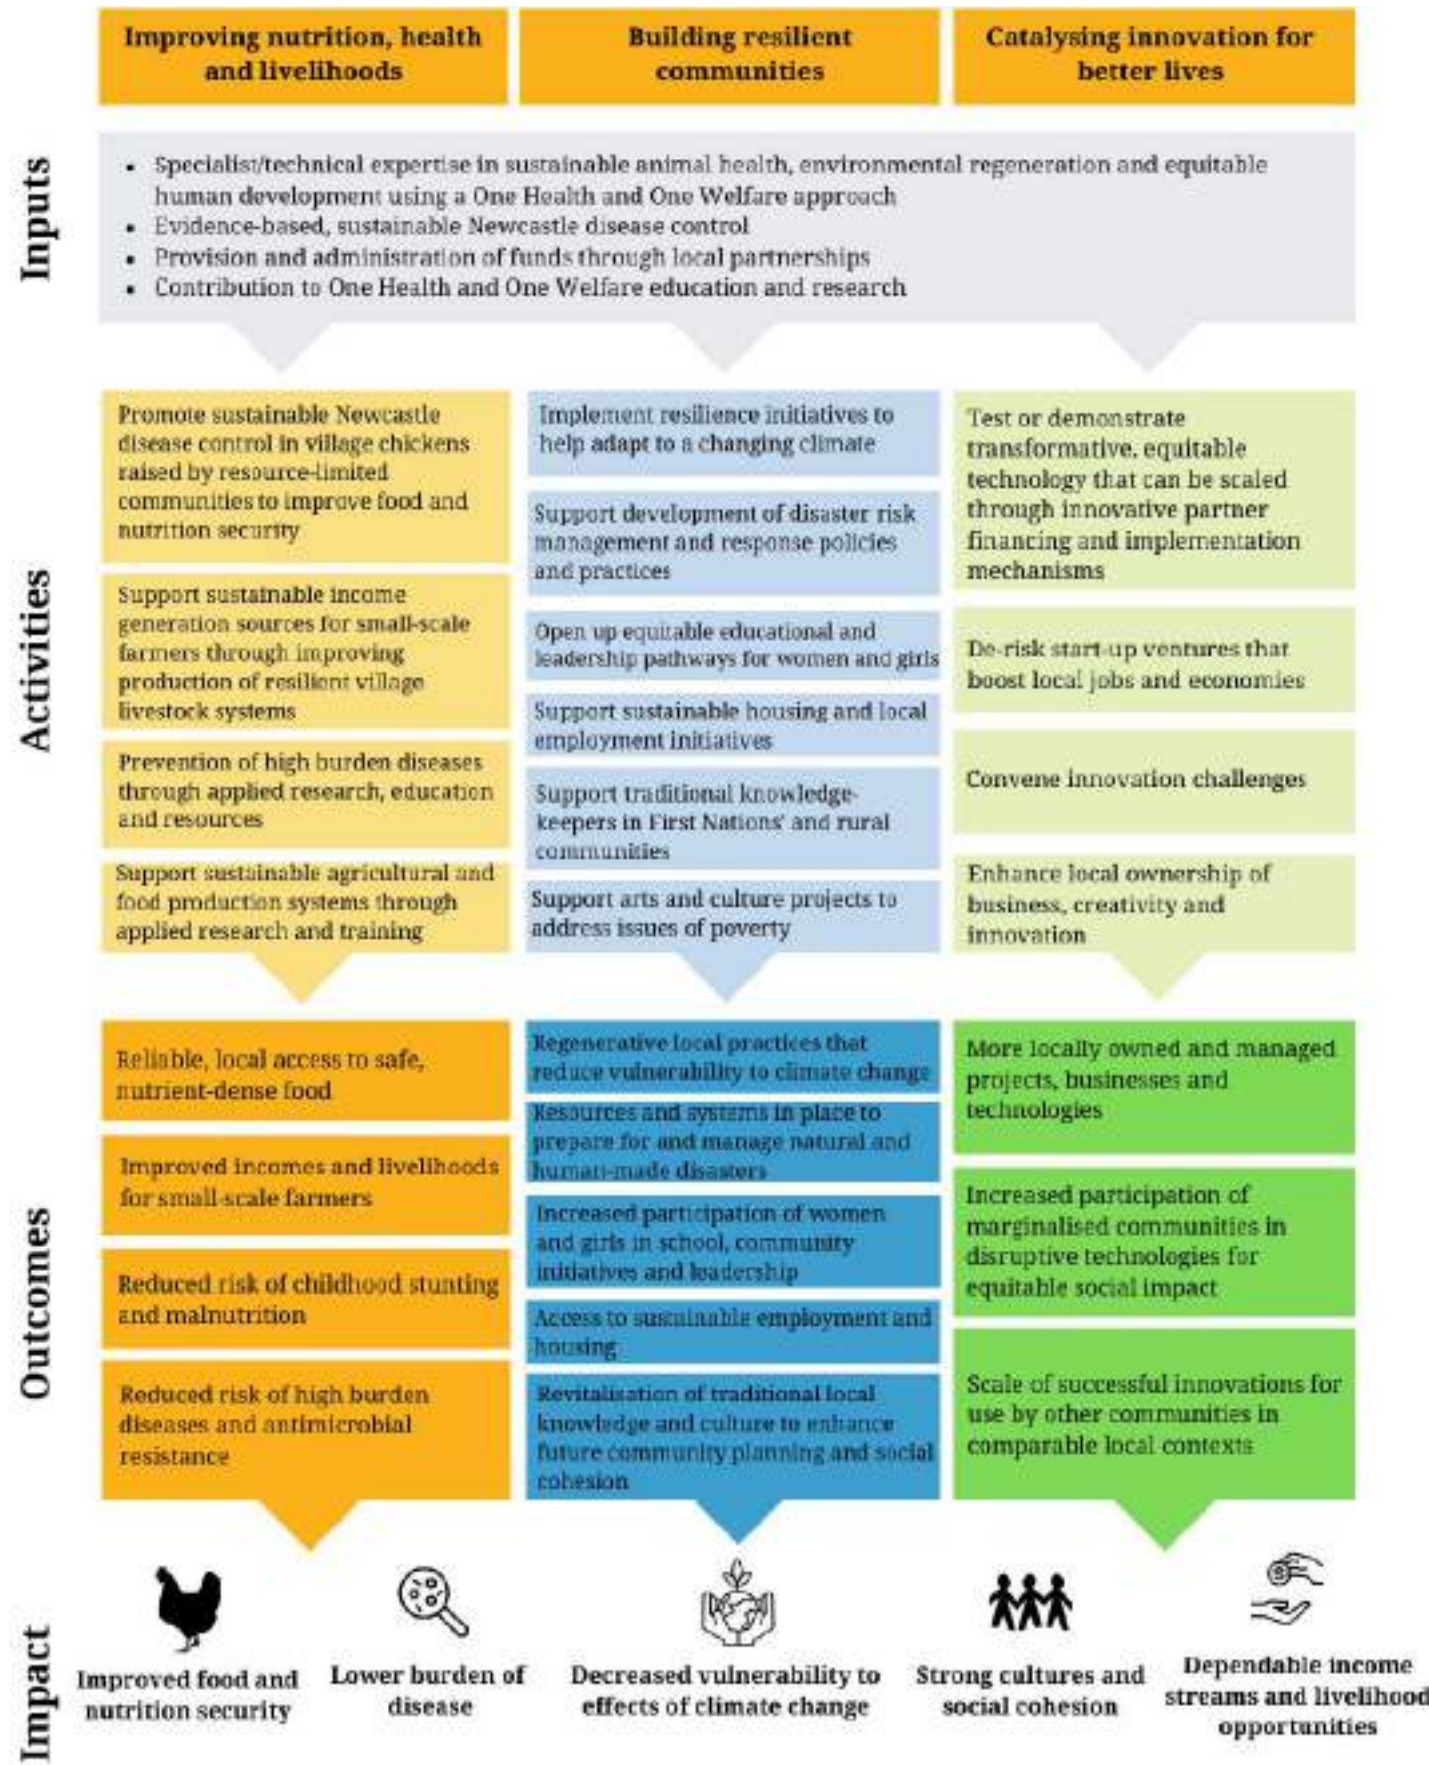 Improving nutrition, health
and livelihoods
Building resilient
communities
Catalysing innovation for
better lives
Inputs
• Specialist/technical expertise in sustainable animal health, environmental regeneration and equitable
human development using a One Health and One Welfare approach
• Evidence-based, sustainable Newcastle disease control
• Provision and administration of funds through local partnerships
• Contribution to One Health and One Welfare education and research
Activities
Promote sustainable Newcastle
disease control in village chickens
raised by resource-limited
communities to improve food and
nutrition security
Support sustainable income
generation sources for small-scale
farmers through improving
production of resilient village
livestock systems
Prevention of high burden diseases
through applied research, education
and resources
Support sustainable agricultural and
food production systems through
applied research and training
Implement resilience initiatives to
help adapt to a changing climate
Support development of disaster risk
management and response policies
and practices
Open up equitable educational and
leadership pathways for women and girls
Support sustainable housing and local
employment initiatives
Support traditional knowledge-
keepers in First Nations' and rural
communities
Support arts and culture projects to
address issues of poverty
Test or demonstrate
transformative, equitable
technology that can be scaled
through innovative partner
financing and implementation
mechanisms
De-risk start-up ventures that
boost local jobs and economies
Convene innovation challenges
Enhance local ownership of
business, creativity and
innovation
Outcomes
Reliable, local access to safe,
nutrient-dense food
Improved incomes and livelihoods
for small-scale farmers
Reduced risk of childhood stunting
and malnutrition
Reduced risk of high burden
diseases and antimicrobial
resistance
Regenerative local practices that
reduce vulnerability to climate change
Resources and systems in place to
prepare for and manage natural and
human-made disasters
Increased participation of women
and girls in school, community
initiatives and leadership
Access to sustainable employment and
housing
Revitalisation of traditional local
knowledge and culture to enhance
future community planning and social
cohesion
More locally owned and managed
projects, businesses and
technologies
Increased participation of
marginalised communities in
disruptive technologies for
equitable social impact
Scale of successful innovations for
use by other communities in
comparable local contexts
Impact
Improved food and
nutrition security
Lower burden of
disease
Decreased vulnerability to
effects of climate change
Strong cultures and
social cohesion
Dependable income
streams and livelihood
opportunities